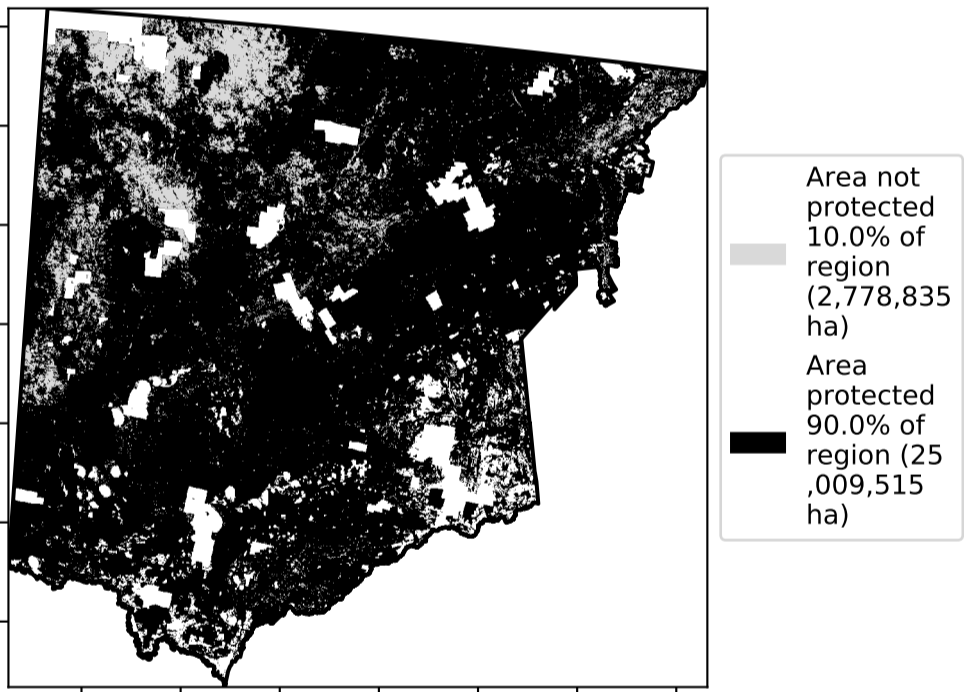 Area not
protected
10.0% of
region
(2,778,835
ha)
Area
protected
90.0% of
region (25
,009,515
ha)